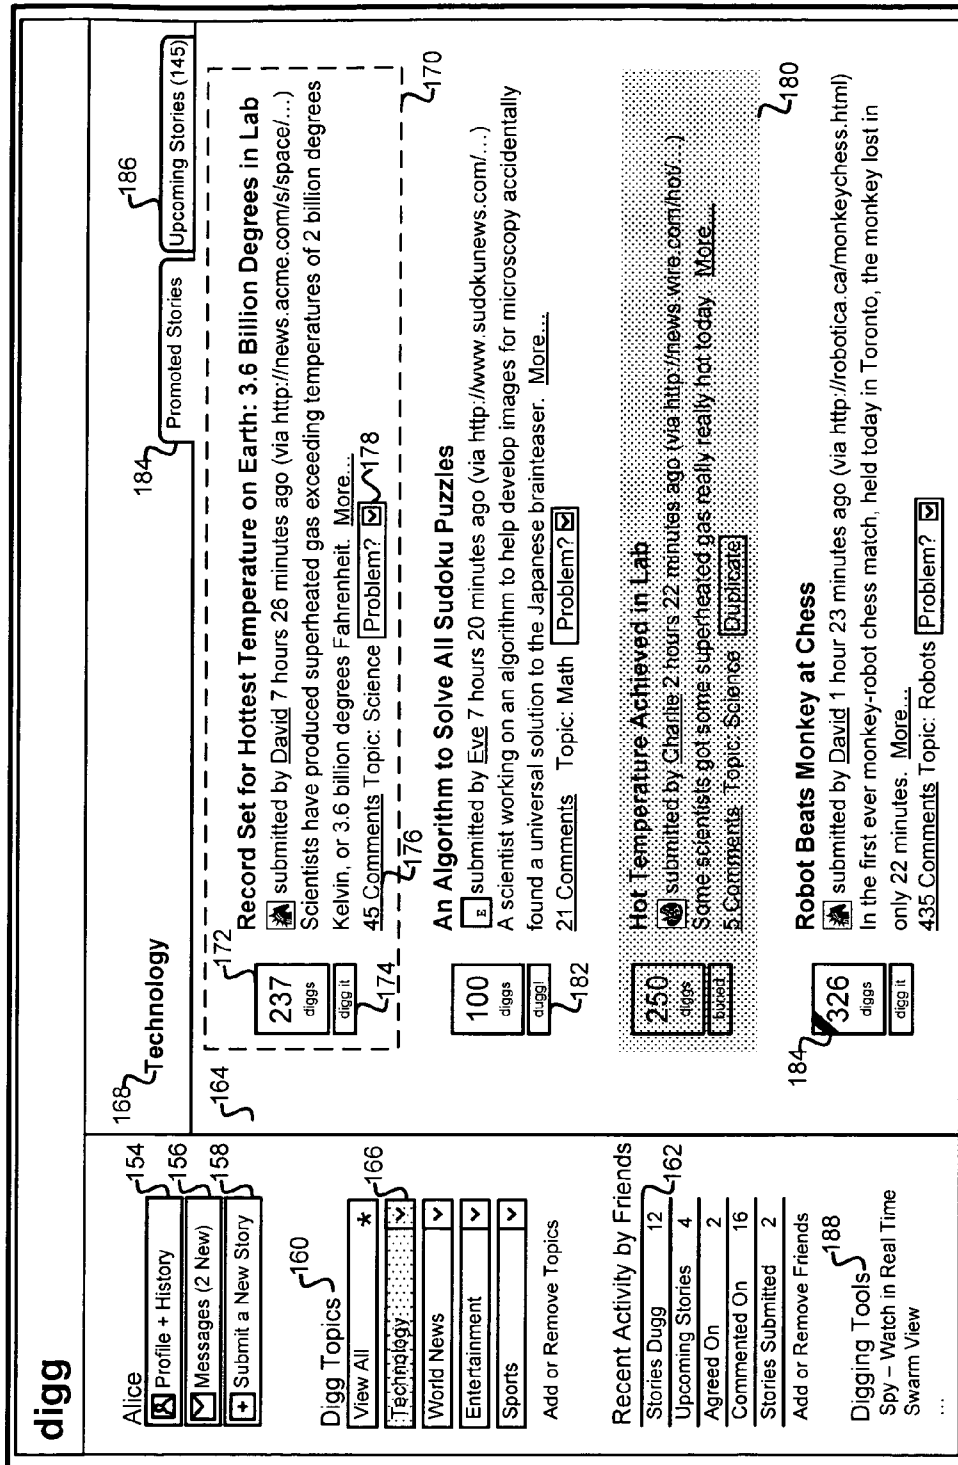 digg
Alice
Profile + History
154
Messages (2 New)
156
+ Submit a New Story
158
Digg Topics
160
View All *
Technology
166
World News
Entertainment
Sports
Add or Remove Topics
Recent Activity by Friends
Stories Dugg 12
162
Upcoming Stories 4
Agreed On 2
Commented On 16
Stories Submitted 2
Add or Remove Friends
Digging Tools
188
Spy – Watch in Real Time
Swarm View
...
168
Technology
164
184
Promoted Stories
186
Upcoming Stories (145)
172
237
diggs
digg it
174
Record Set for Hottest Temperature on Earth: 3.6 Billion Degrees in Lab
submitted by David 7 hours 26 minutes ago (via http://news.acme.com/s/space/...)
Scientists have produced superheated gas exceeding temperatures of 2 billion degrees
Kelvin, or 3.6 billion degrees Fahrenheit. More...
45 Comments Topic: Science Problem?
176
178
170
100
diggs
dugg!
182
An Algorithm to Solve All Sudoku Puzzles
E submitted by Eve 7 hours 20 minutes ago (via http://www.sudokunews.com/...)
A scientist working on an algorithm to help develop images for microscopy accidentally
found a universal solution to the Japanese brainteaser. More...
21 Comments Topic: Math Problem?
250
diggs
buried
Hot Temperature Achieved in Lab
submitted by Charlie 2 hours 22 minutes ago (via http://news.wire.com/hot/...)
Some scientists got some superheated gas really really hot today. More...
5 Comments Topic: Science Duplicate
180
184
326
diggs
digg it
Robot Beats Monkey at Chess
submitted by David 1 hour 23 minutes ago (via http://robotica.ca/monkeychess.html)
In the first ever monkey-robot chess match, held today in Toronto, the monkey lost in
only 22 minutes. More...
435 Comments Topic: Robots Problem?